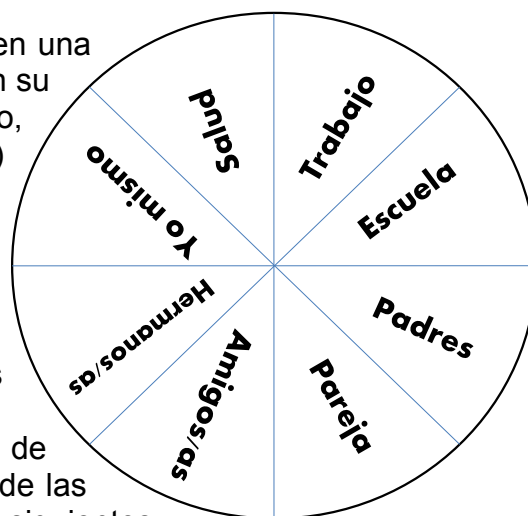 en una
su
o,
)
de
de las
Salud
Trabajo
Escuela
Padres
Pareja
Amigos/as
Hermanos/as
Yo mismo